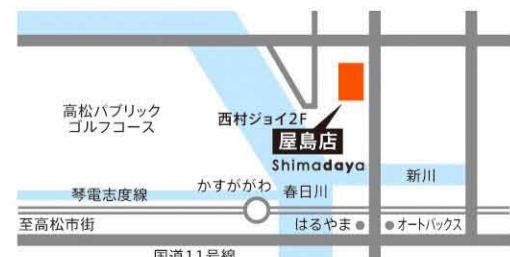 高松パブリック
ゴルフコース
西村ジョイ2F
屋島店
Shimadaya
新川
かすががわ
春日川
琴電志度線
至高松市街
はるやま
オートバックス
国道11号線